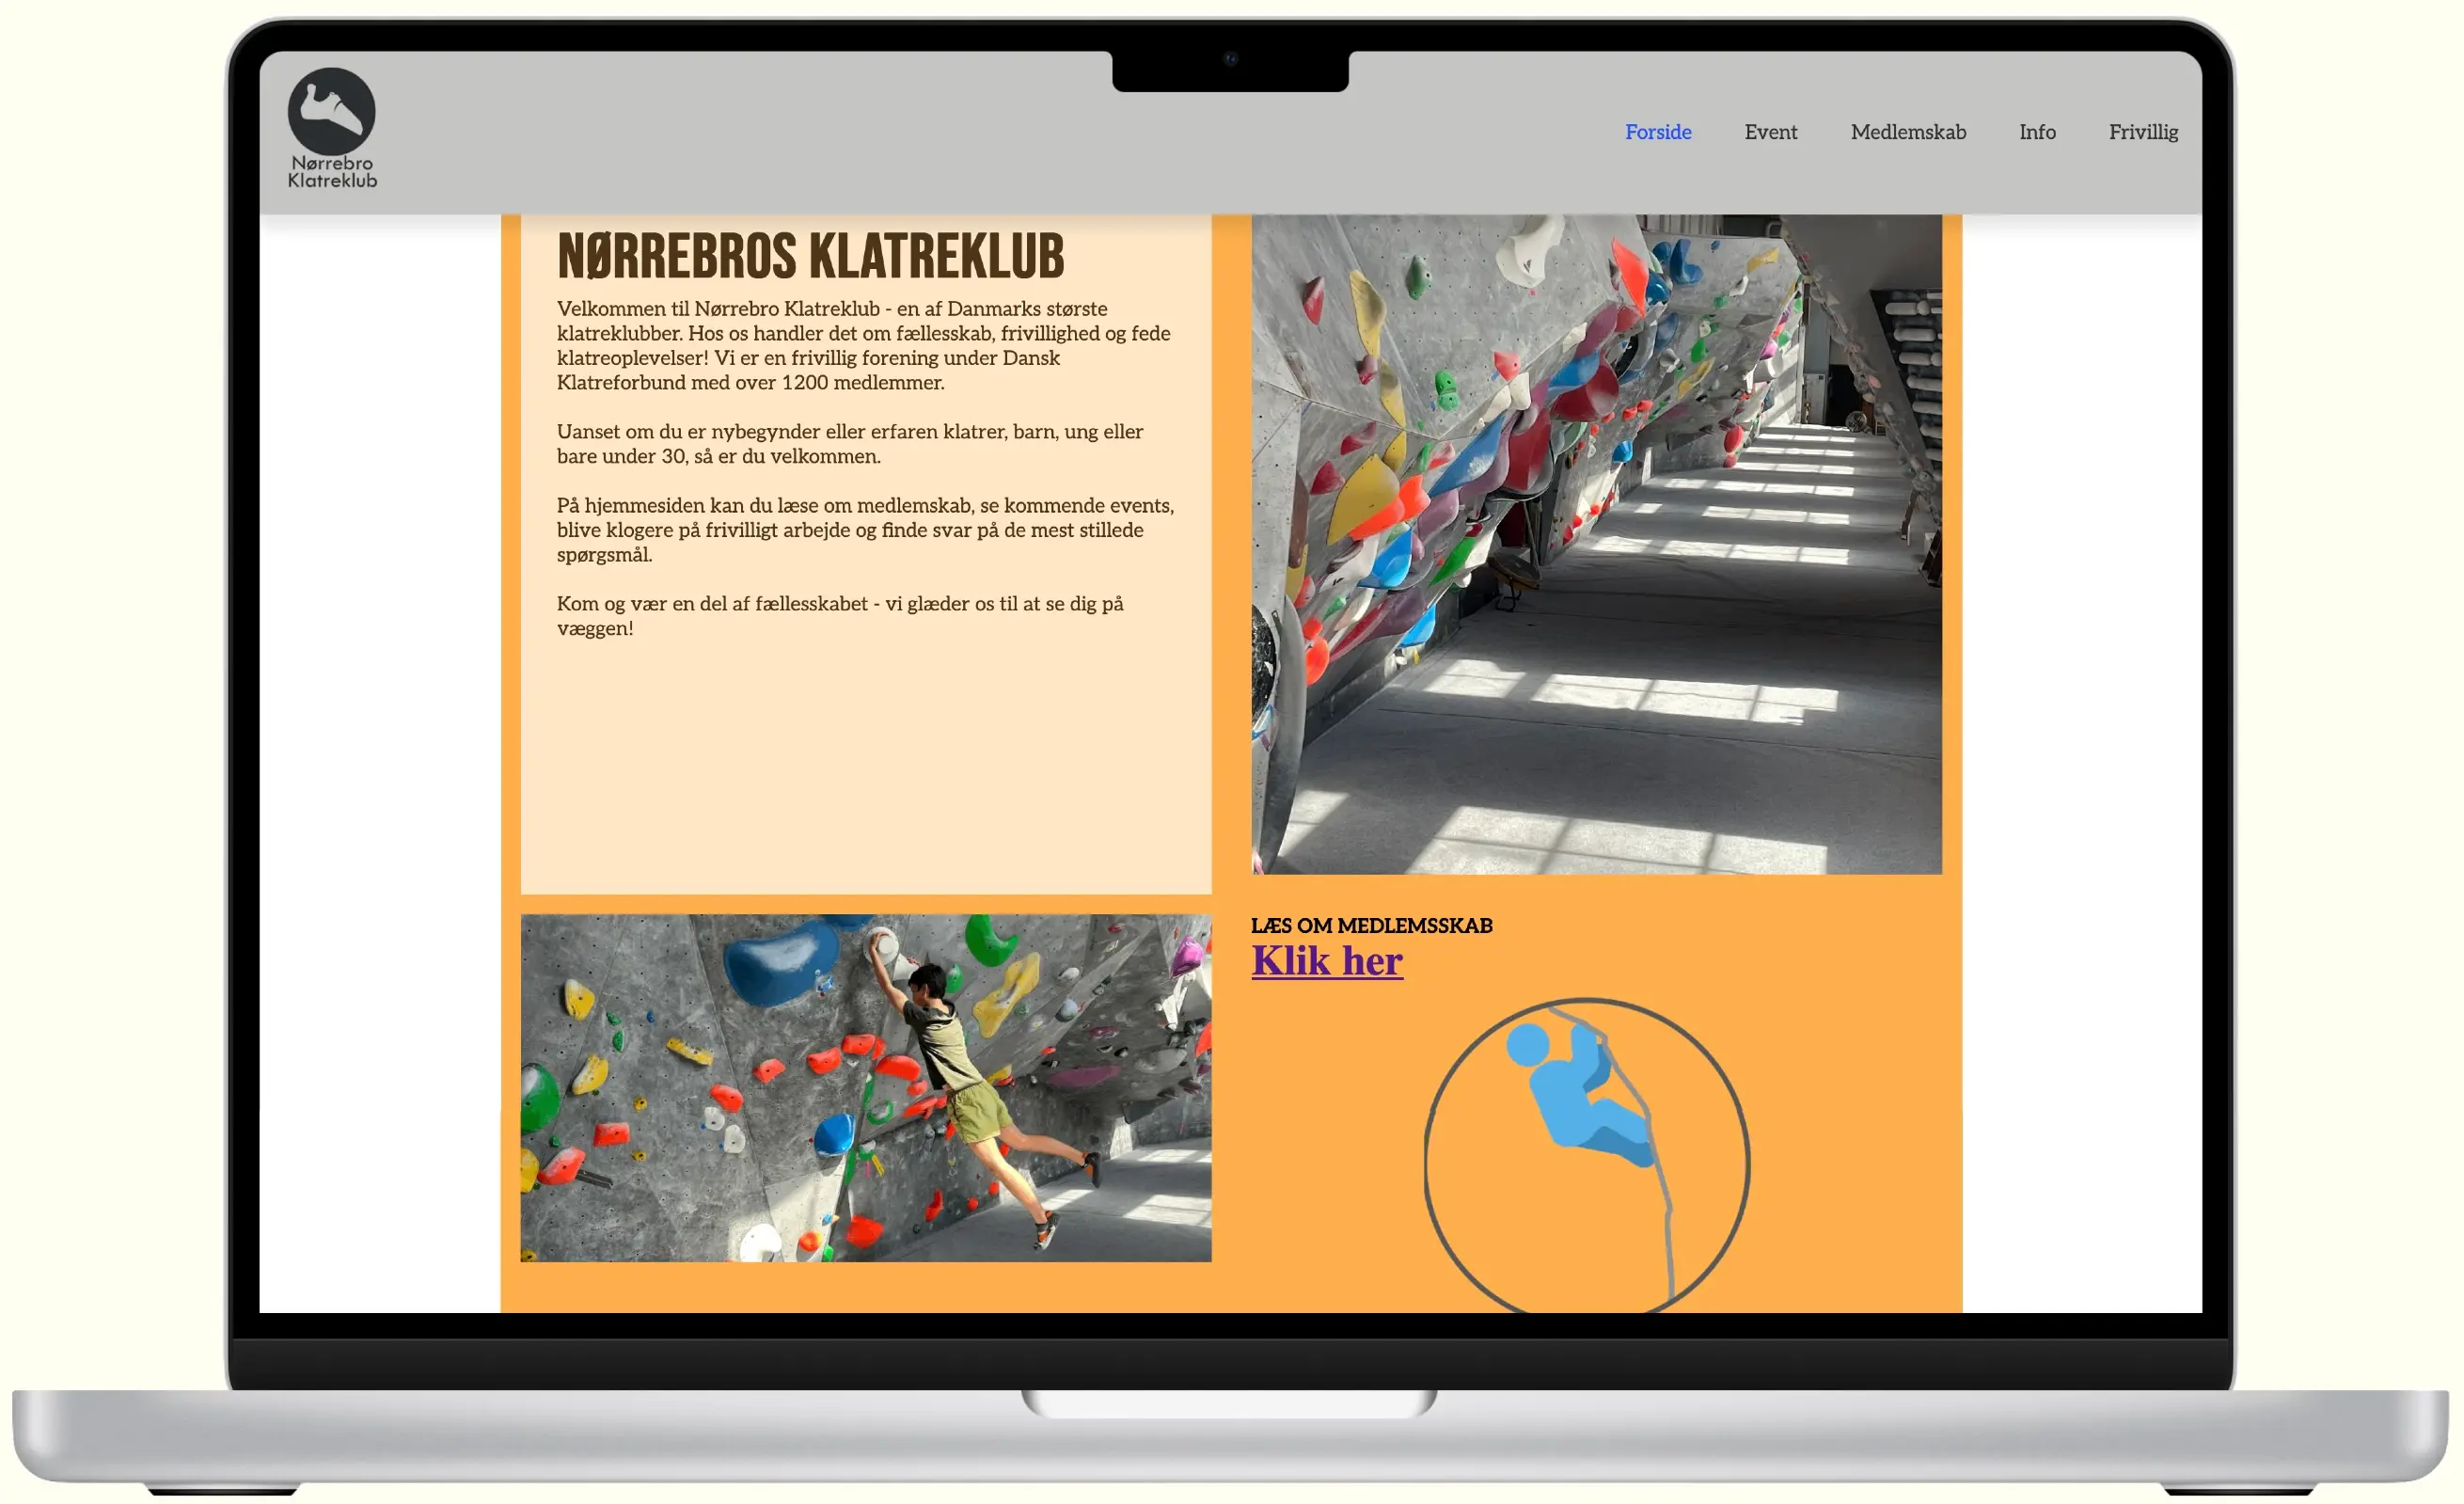 Nørrebro
Klatreklub
Forside Event Medlemskab Info Frivillig
NØRREBROS KLATREKLUB
Velkommen til Nørrebro Klatreklub - en af Danmarks største
klatreklubber. Hos os handler det om fællesskab, frivillighed og fede
klatreoplevelser! Vi er en frivillig forening under Dansk
Klatreforbund med over 1200 medlemmer.
Uanset om du er nybegynder eller erfaren klatrer, barn, ung eller
bare under 30, så er du velkommen.
På hjemmesiden kan du læse om medlemskab, se kommende events,
blive klogere på frivilligt arbejde og finde svar på de mest stillede
spørgsmål.
Kom og vær en del af fællesskabet - vi glæder os til at se dig på
væggen!
LÆS OM MEDLEMSSKAB
Klik her